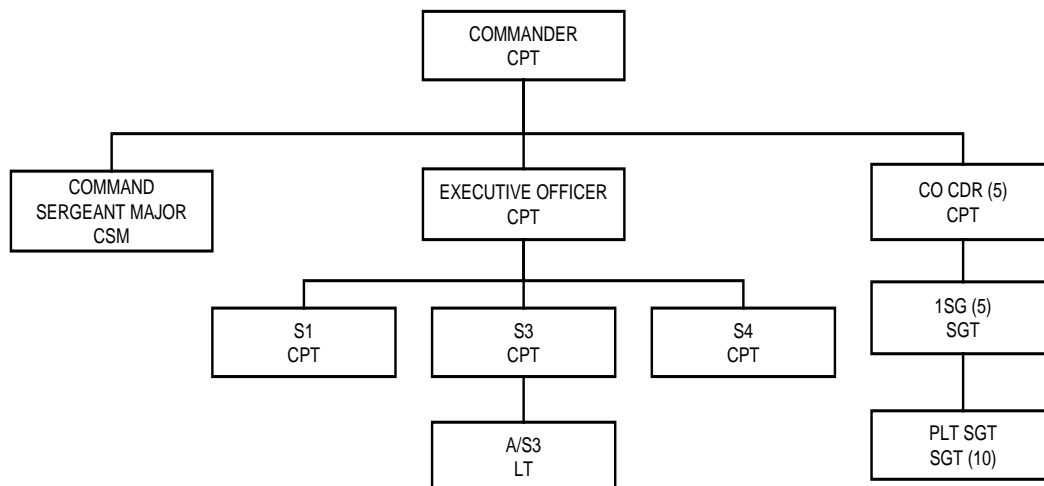 COMMANDER
CPT
COMMAND
SERGEANT MAJOR
CSM
EXECUTIVE OFFICER
CPT
CO CDR (5)
CPT
S1
CPT
S3
CPT
S4
CPT
1SG (5)
SGT
A/S3
LT
PLT SGT
SGT (10)